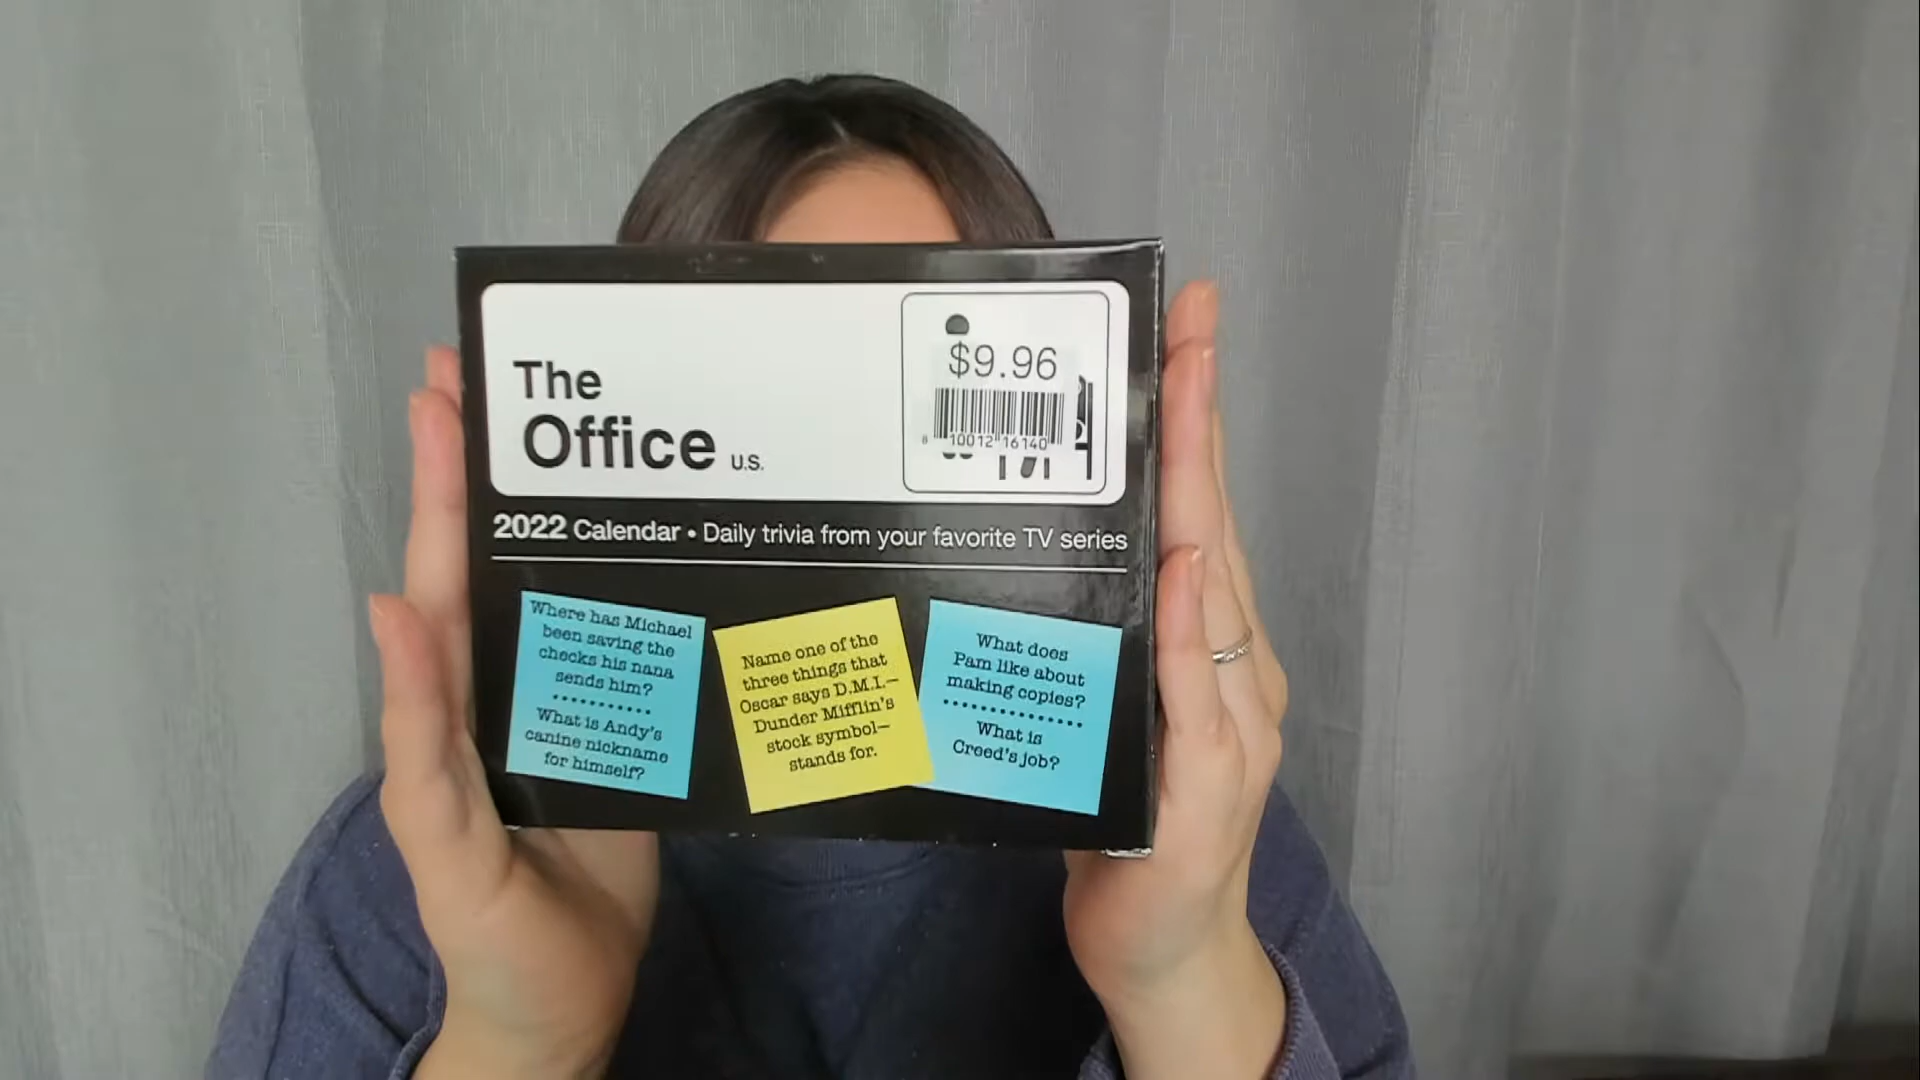 The
Office U.S.
$9.96
8 10012 16140
2022 Calendar • Daily trivia from your favorite TV series
Where has Michael
been saving the
checks his nana
sends him?
What is Andy's
canine nickname
for himself?
Name one of the
three things that
Oscar says D.M.I.—
Dunder Mifflin's
stock symbol—
stands for.
What does
Pam like about
making copies?
What is
Creed's job?